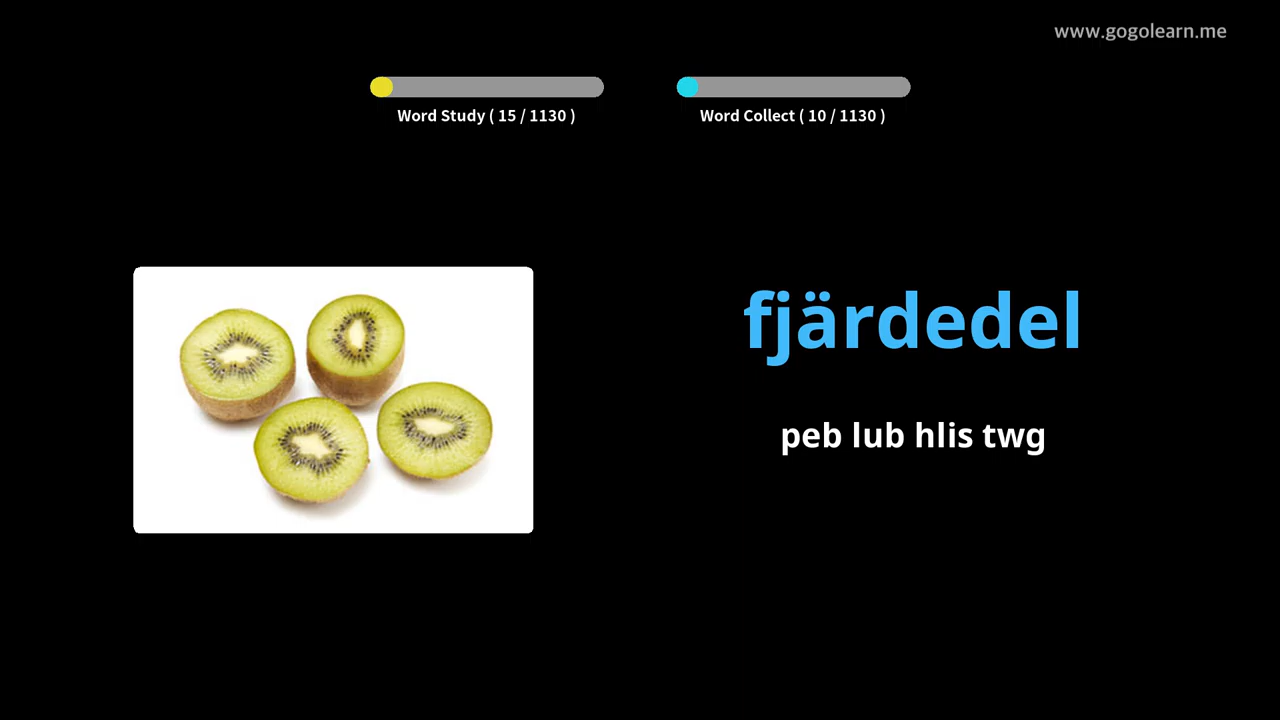 www.gogolearn.me
Word Study ( 15 / 1130 )
Word Collect ( 10 / 1130 )
fjärdedel
peb lub hlis twg